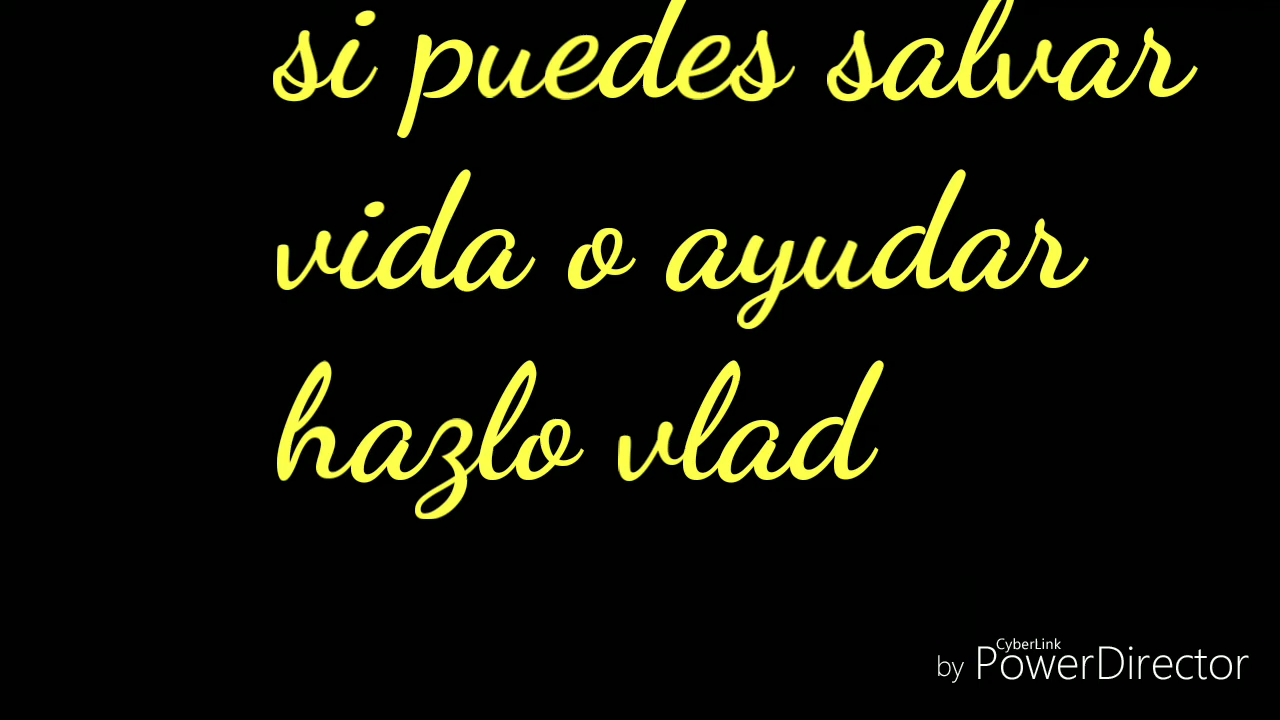 si puedes salvar
vida o ayudar
hazlo vlad
CyberLink
by PowerDirector